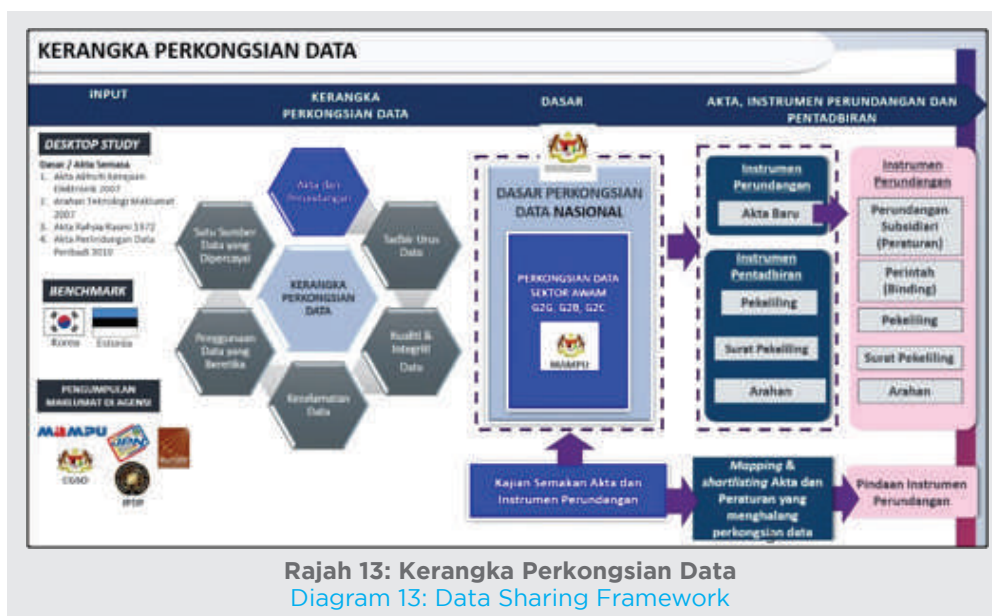 KERANGKA PERKONGSIAN DATA
INPUT
KERANGKA
PERKONGSIAN DATA
DASAR
AKTA, INSTRUMEN PERUNDANGAN DAN
PENTADBIRAN
DESKTOP STUDY
Dasar / Akta Semasa
1. Akta Aktiviti Kerajaan
Elektronik 2007
2. Arahan Teknologi Maklumat
2007
3. Akta Rahsia Rasmi 1972
4. Akta Perlindungan Data
Peribadi 2010
BENCHMARK
Korea
Estonia
PENGUMPULAN
MAKLUMAT DI AGENSI
MAMPU
JPAN
CGSO
JPDP
Akta dan
Perundangan
Satu Sumber
Data yang
Dipercayai
Tadbir Urus
Data
KERANGKA
PERKONGSIAN
DATA
Penggunaan
Data yang
Beretika
Kualiti &
Integriti
Data
Keselamatan
Data
DASAR PERKONGSIAN
DATA NASIONAL
PERKONGSIAN DATA
SEKTOR AWAM
G2G, G2B, G2C
MAMPU
Kajian Semakan Akta dan
Instrumen Perundangan
Instrumen
Perundangan
Akta Baru
Instrumen
Pentadbiran
Pekeliling
Surat Pekeliling
Arahan
Mapping &
shortlisting Akta dan
Peraturan yang
menghalang
perkongsian data
Instrumen
Perundangan
Perundangan
Subsidiari
(Peraturan)
Perintah
(Binding)
Pekeliling
Surat Pekeliling
Arahan
Pindaan Instrumen
Perundangan
Rajah 13: Kerangka Perkongsian Data
Diagram 13: Data Sharing Framework